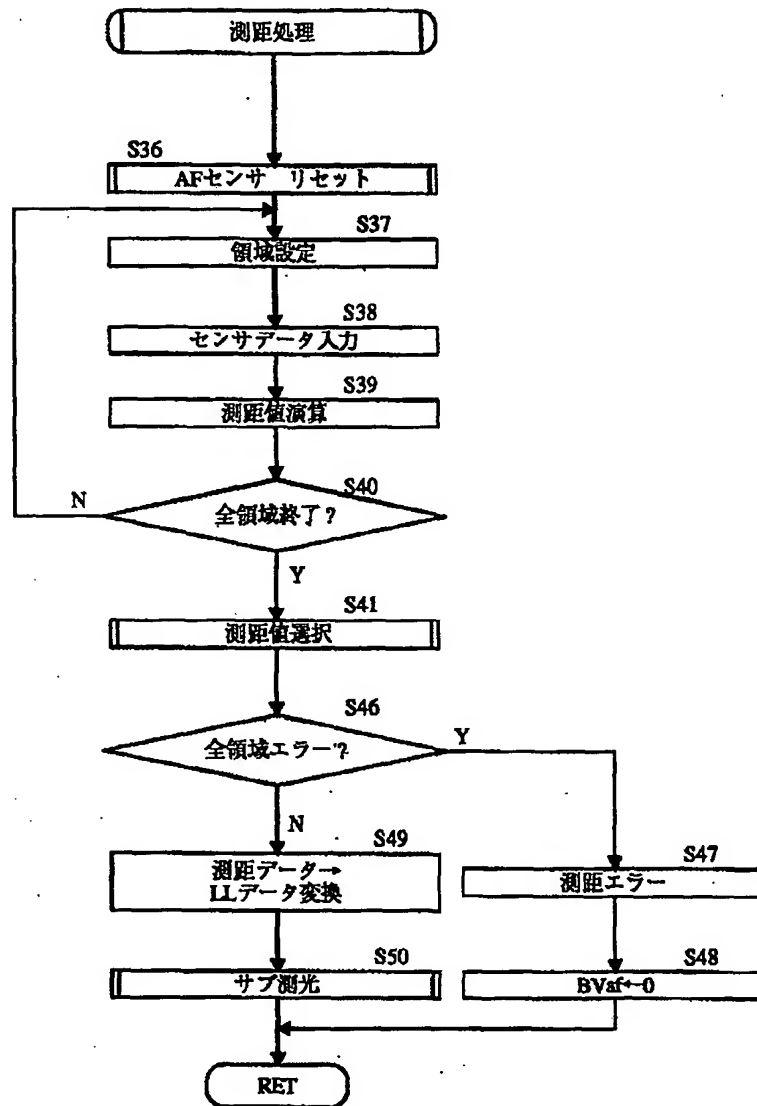 測距処理
S36
AFセンサ リセット
S37
領域設定
S38
センサデータ入力
S39
測距値演算
S40
全領域終了?
N
Y
S41
測距値選択
S46
全領域エラー?
Y
N
S49
測距データ→
LLデータ変換
S47
測距エラー
S50
サブ測光
S48
BVaf←0
RET